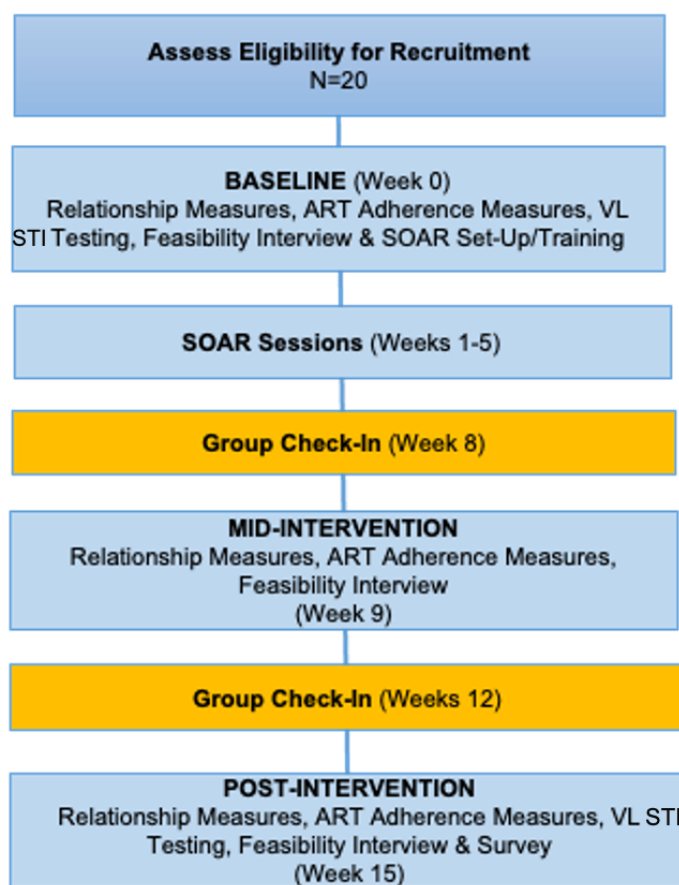 Assess Eligibility for Recruitment
N=20
BASELINE (Week 0)
Relationship Measures, ART Adherence Measures, VL
STI Testing, Feasibility Interview & SOAR Set-Up/Training
SOAR Sessions (Weeks 1-5)
Group Check-In (Week 8)
MID-INTERVENTION
Relationship Measures, ART Adherence Measures,
Feasibility Interview
(Week 9)
Group Check-In (Weeks 12)
POST-INTERVENTION
Relationship Measures, ART Adherence Measures, VL STI
Testing, Feasibility Interview & Survey
(Week 15)